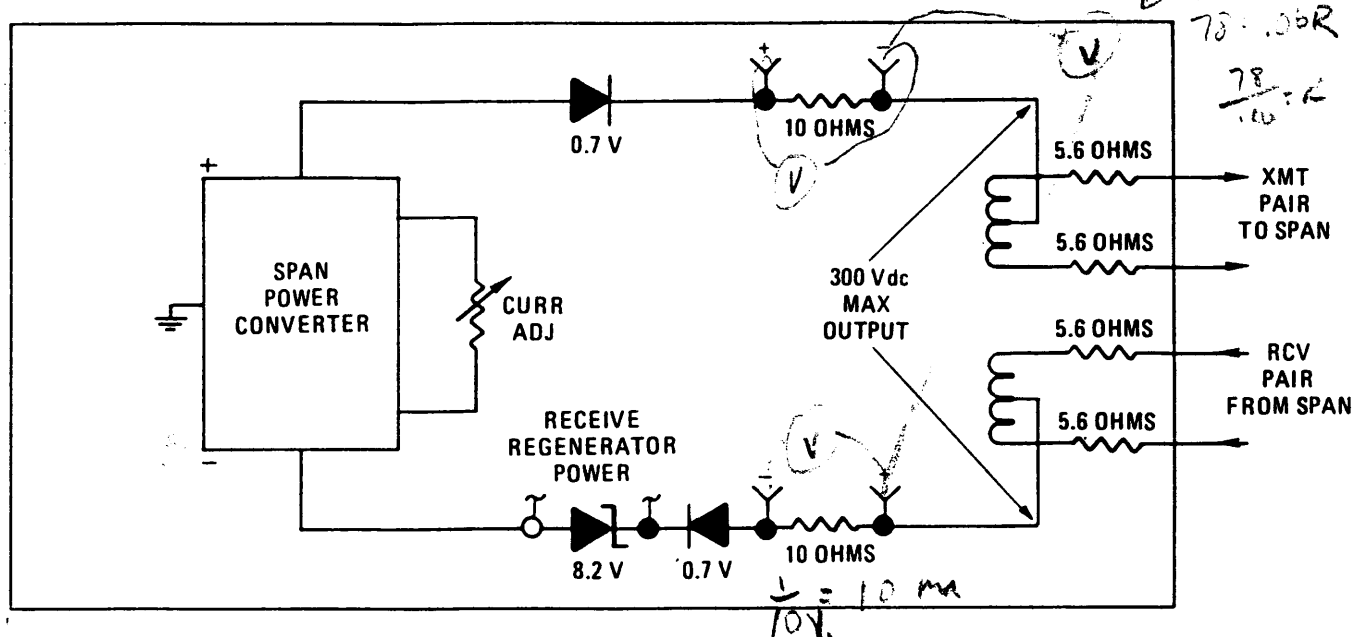 78 = .06R
78
+
-
V
0.7 V
10 OHMS
V
5.6 OHMS
XMT
PAIR
TO SPAN
5.6 OHMS
+
SPAN
POWER
CONVERTER
CURR
ADJ
300 Vdc
MAX
OUTPUT
5.6 OHMS
RCV
PAIR
FROM SPAN
5.6 OHMS
-
RECEIVE
REGENERATOR
POWER
V
-
+
8.2 V
0.7 V
10 OHMS
1
10
= 10 ma